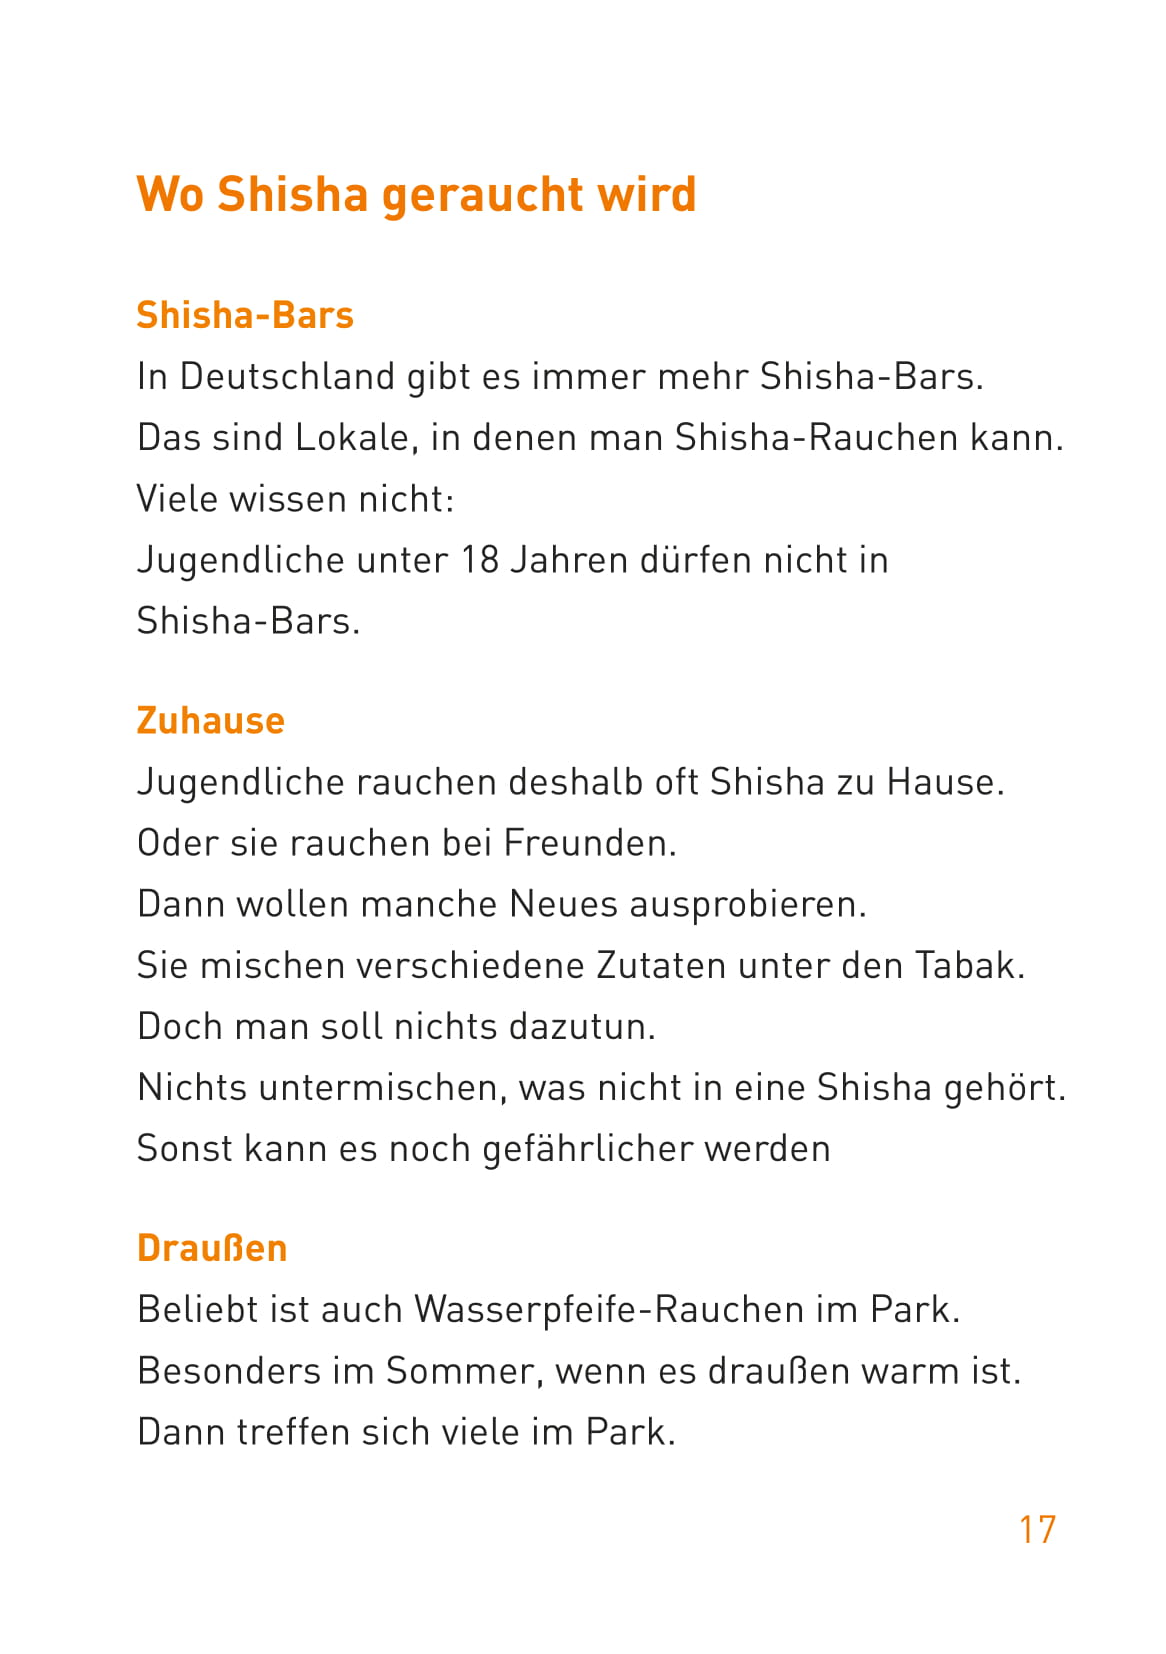 Wo Shisha geraucht wird
Shisha-Bars
In Deutschland gibt es immer mehr Shisha-Bars.
Das sind Lokale, in denen man Shisha-Rauchen kann.
Viele wissen nicht:
Jugendliche unter 18 Jahren dürfen nicht in
Shisha-Bars.
Zuhause
Jugendliche rauchen deshalb oft Shisha zu Hause.
Oder sie rauchen bei Freunden.
Dann wollen manche Neues ausprobieren.
Sie mischen verschiedene Zutaten unter den Tabak.
Doch man soll nichts dazutun.
Nichts untermischen, was nicht in eine Shisha gehört.
Sonst kann es noch gefährlicher werden
Draußen
Beliebt ist auch Wasserpfeife-Rauchen im Park.
Besonders im Sommer, wenn es draußen warm ist.
Dann treffen sich viele im Park.
17